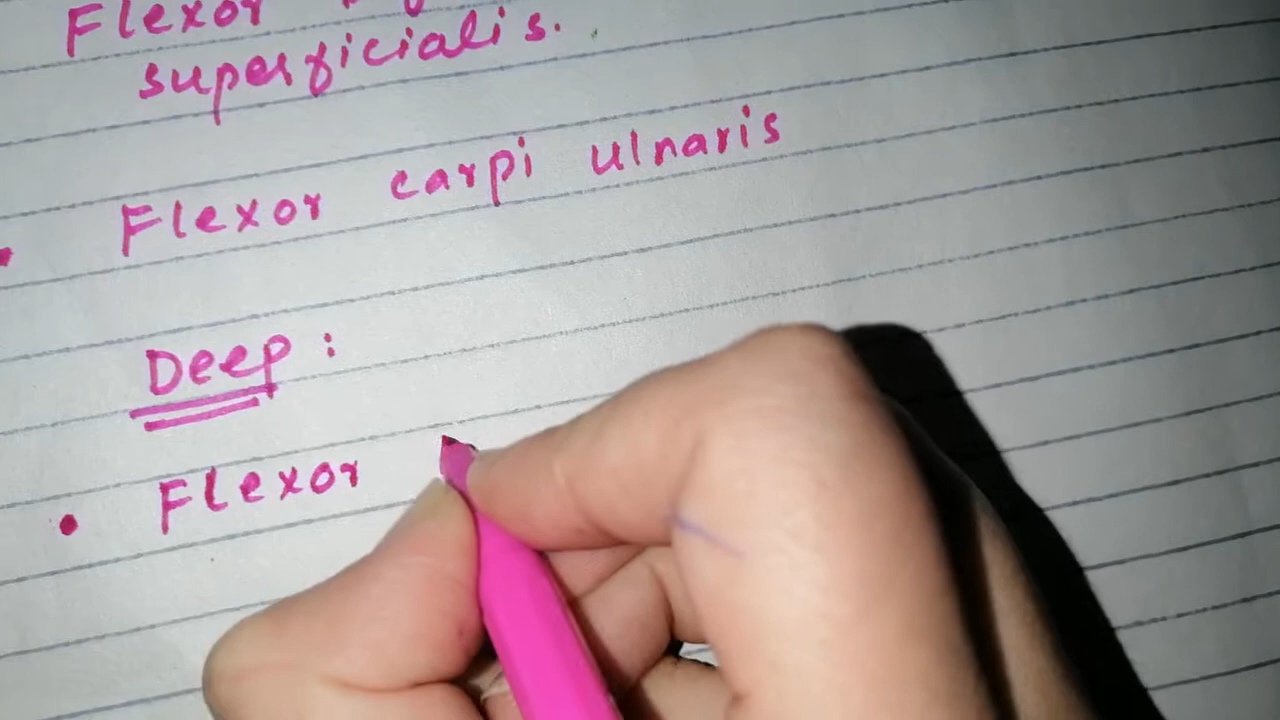 Flexor
superficialis.
• Flexor carpi ulnaris
Deep :
• Flexor